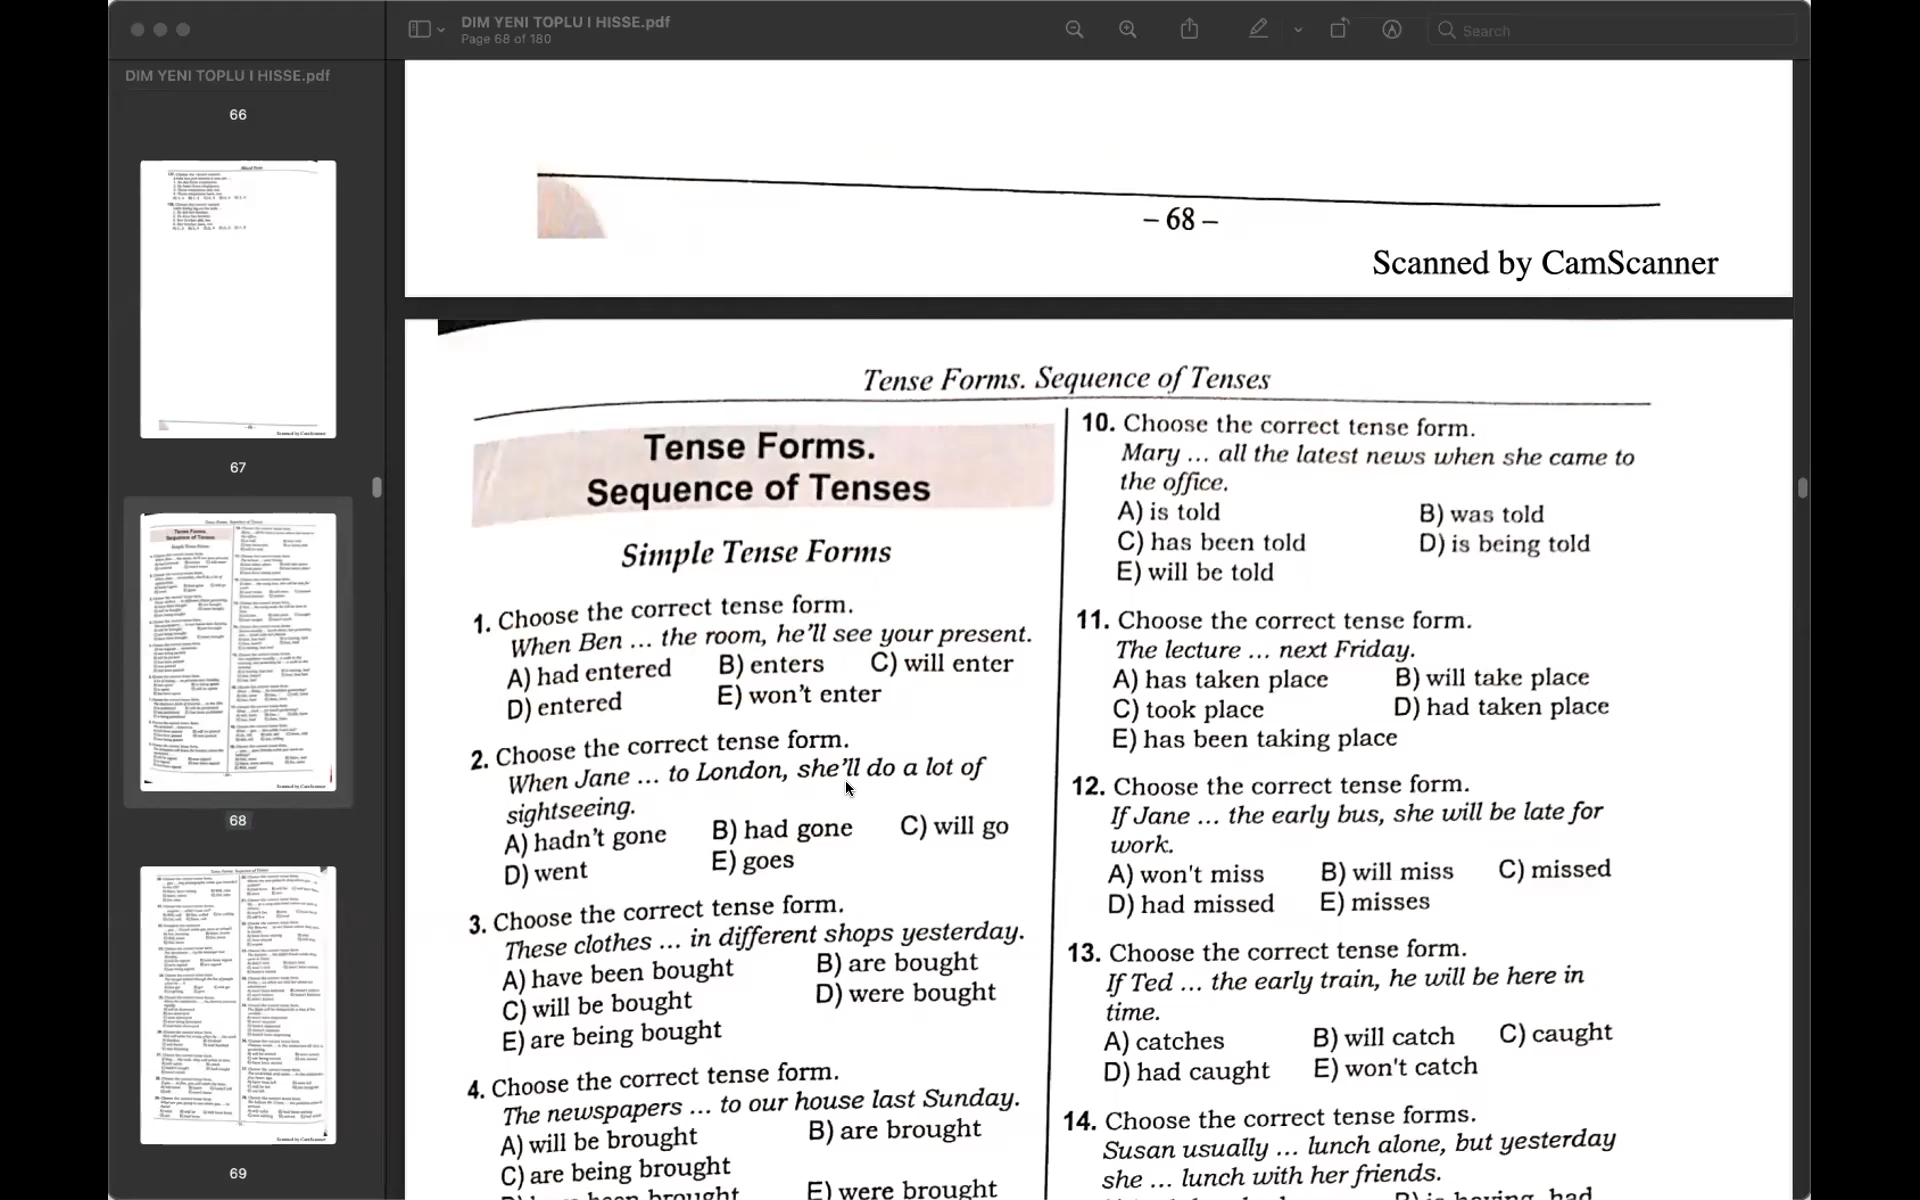 DIM YENI TOPLU I HISSE.pdf
Page 68 of 180
Search
DIM YENI TOPLU I HISSE.pdf
66
67
68
69
– 68 –
Scanned by CamScanner
Tense Forms. Sequence of Tenses
Tense Forms.
Sequence of Tenses
Simple Tense Forms
1. Choose the correct tense form.
When Ben ... the room, he'll see your present.
A) had entered B) enters C) will enter
D) entered E) won't enter
2. Choose the correct tense form.
When Jane ... to London, she'll do a lot of
sightseeing.
A) hadn't gone B) had gone C) will go
D) went E) goes
3. Choose the correct tense form.
These clothes ... in different shops yesterday.
A) have been bought B) are bought
C) will be bought D) were bought
E) are being bought
4. Choose the correct tense form.
The newspapers ... to our house last Sunday.
A) will be brought B) are brought
C) are being brought
E) were brought
10. Choose the correct tense form.
Mary ... all the latest news when she came to
the office.
A) is told B) was told
C) has been told D) is being told
E) will be told
11. Choose the correct tense form.
The lecture ... next Friday.
A) has taken place B) will take place
C) took place D) had taken place
E) has been taking place
12. Choose the correct tense form.
If Jane ... the early bus, she will be late for
work.
A) won't miss B) will miss C) missed
D) had missed E) misses
13. Choose the correct tense form.
If Ted ... the early train, he will be here in
time.
A) catches B) will catch C) caught
D) had caught E) won't catch
14. Choose the correct tense forms.
Susan usually ... lunch alone, but yesterday
she ... lunch with her friends.